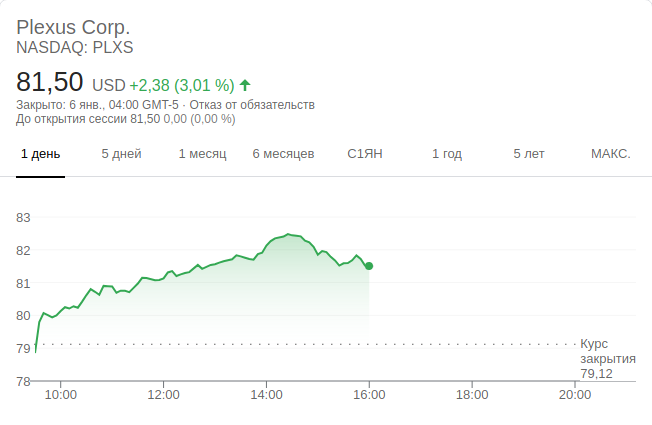 Plexus Corp.
NASDAQ: PLXS
81,50 USD +2,38 (3,01 %)
Закрыто: 6 янв., 04:00 GMT-5 · Отказ от обязательств
До открытия сессии 81,50 0,00 (0,00 %)
1 день 5 дней 1 месяц 6 месяцев С1ЯН 1 год 5 лет МАКС.
83
82
81
80
79
Курс
закрытия
79,12
78
10:00 12:00 14:00 16:00 18:00 20:00